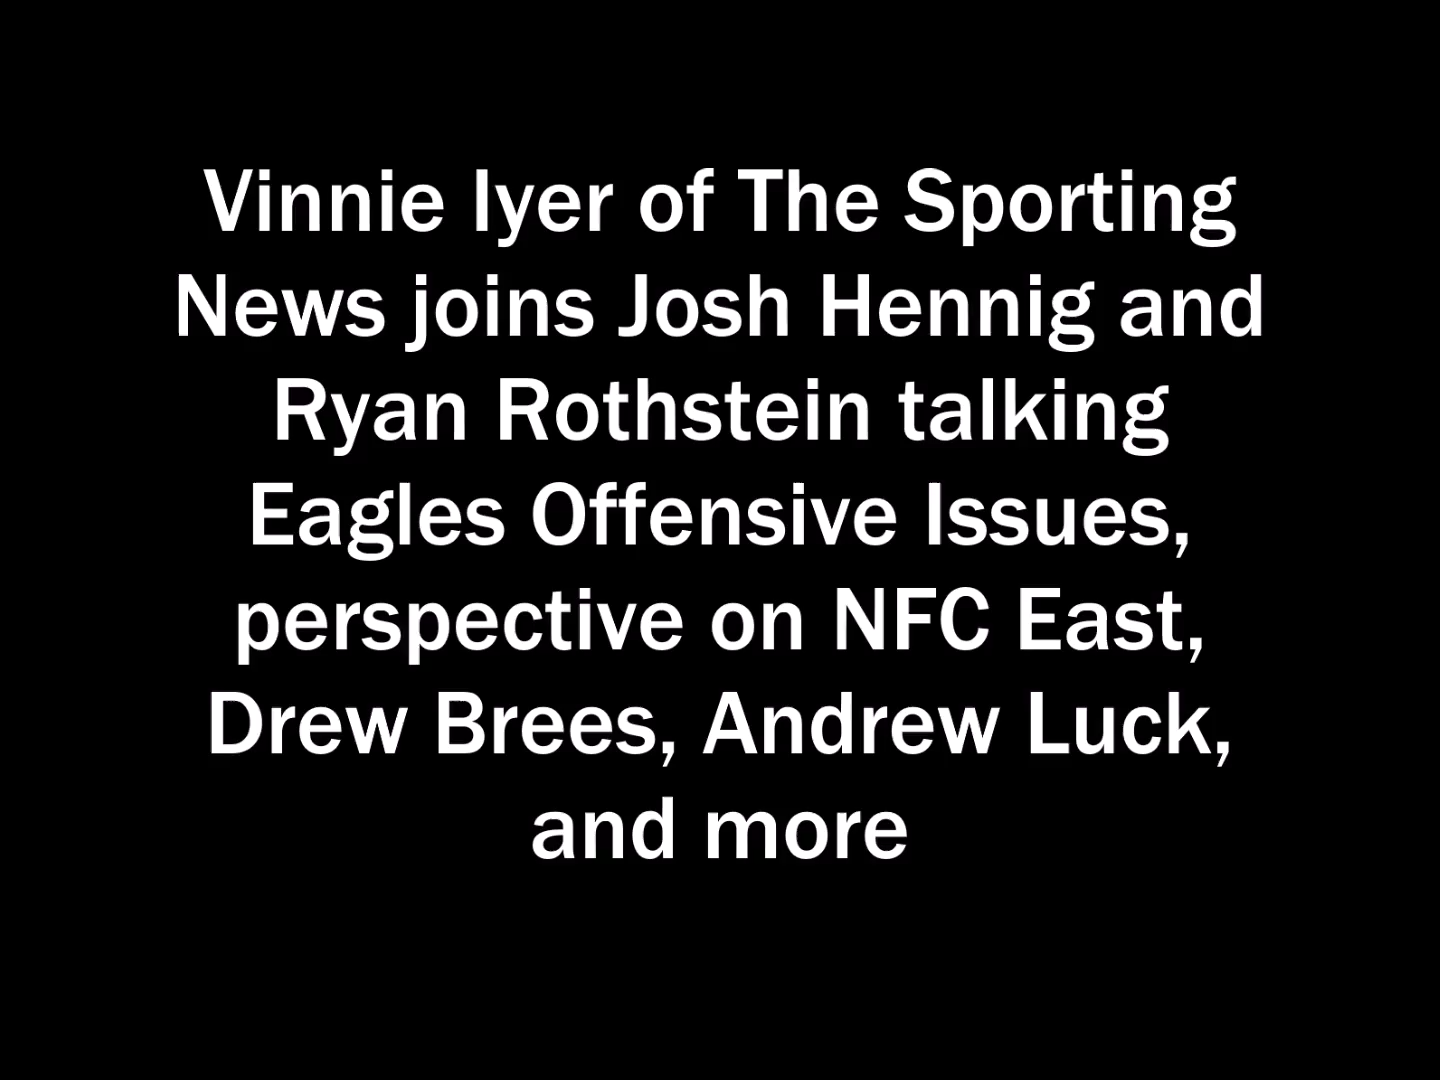 Vinnie Iyer of The Sporting
News joins Josh Hennig and
Ryan Rothstein talking
Eagles Offensive Issues,
perspective on NFC East,
Drew Brees, Andrew Luck,
and more